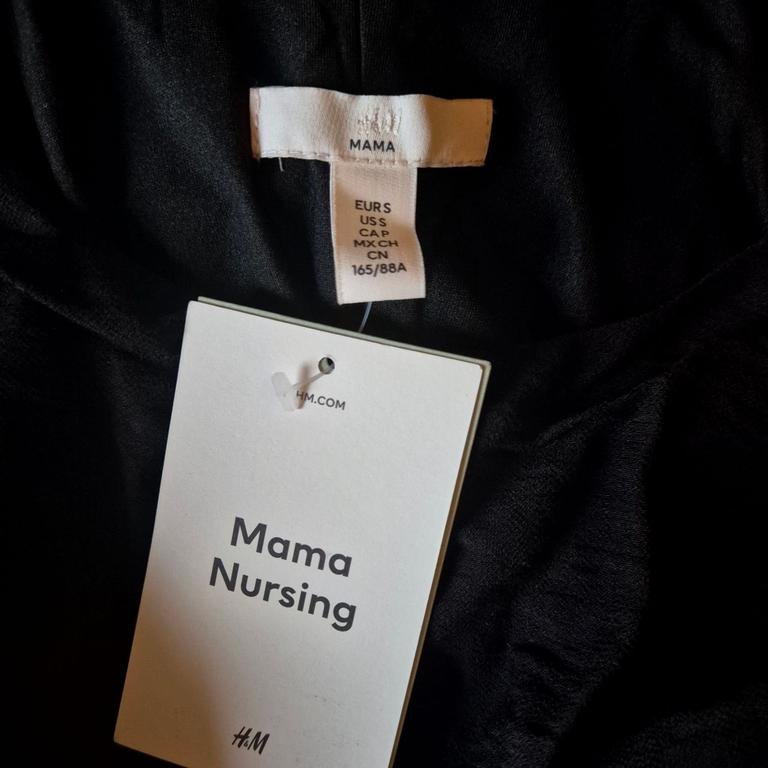 H&M
MAMA
EUR S
US S
CA P
MX CH
CN
165/88A
HM.COM
Mama
Nursing
H&M